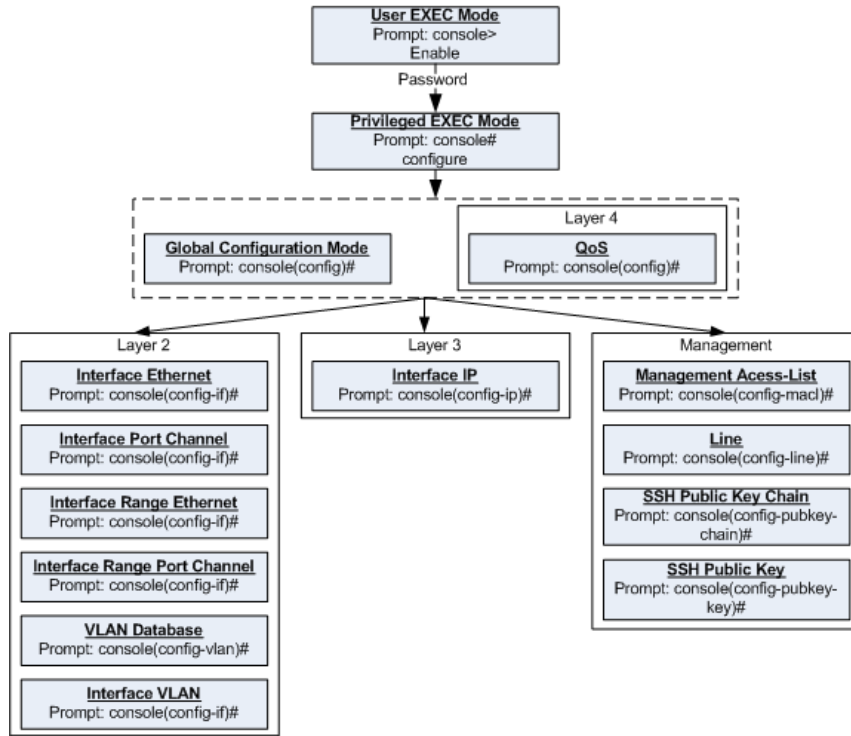 User EXEC Mode
Prompt: console>
Enable
Password
Privileged EXEC Mode
Prompt: console#
configure
Layer 4
Global Configuration Mode
Prompt: console(config)#
QoS
Prompt: console(config)#
Layer 2
Interface Ethernet
Prompt: console(config-if)#
Interface Port Channel
Prompt: console(config-if)#
Interface Range Ethernet
Prompt: console(config-if)#
Interface Range Port Channel
Prompt: console(config-if)#
VLAN Database
Prompt: console(config-vlan)#
Interface VLAN
Prompt: console(config-if)#
Layer 3
Interface IP
Prompt: console(config-ip)#
Management
Management Acess-List
Prompt: console(config-macl)#
Line
Prompt: console(config-line)#
SSH Public Key Chain
Prompt: console(config-pubkey-
chain)#
SSH Public Key
Prompt: console(config-pubkey-
key)#